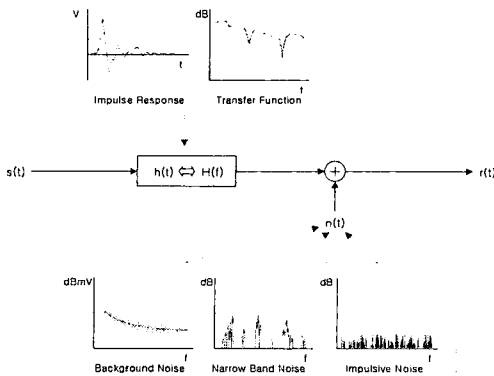 V
dB
t
f
Impulse Response
Transfer Function
s(t)
h(t) ⇔ H(f)
+
r(t)
n(t)
dBmV
dB
dB
f
f
f
Background Noise
Narrow Band Noise
Impulsive Noise